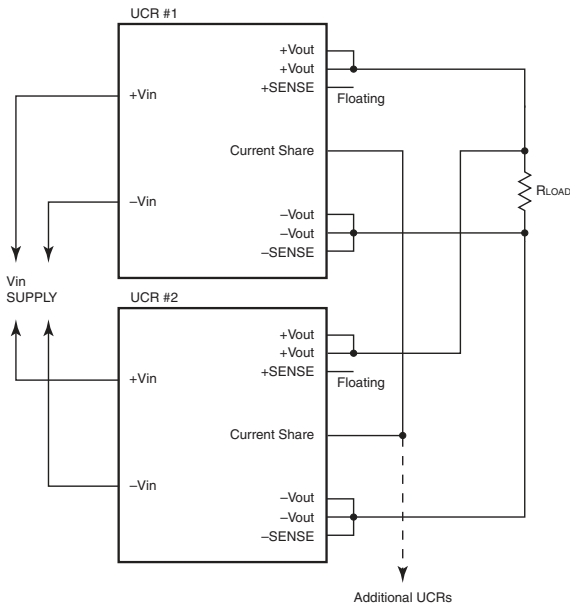 UCR #1
+Vout
+Vout
+SENSE
Floating
+Vin
Current Share
–Vin
–Vout
–Vout
–SENSE
RLOAD
Vin
SUPPLY
UCR #2
+Vout
+Vout
+SENSE
Floating
+Vin
Current Share
–Vin
–Vout
–Vout
–SENSE
Additional UCRs